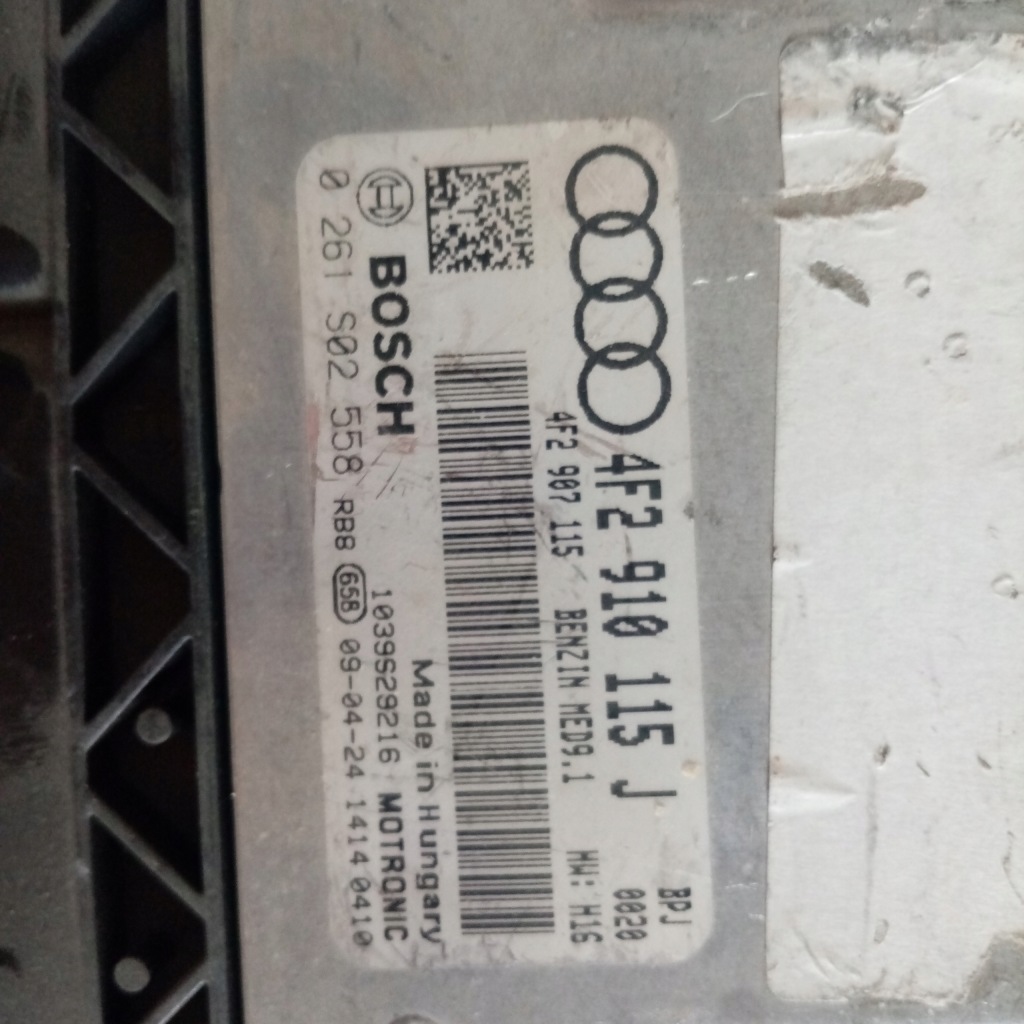 4F2 910 115 J
BPJ
0020
4F2 907 115 BENZIN MED9.1 HW: H16
BOSCH
Made in Hungary
1039S29216 MOTRONIC
0 261 S02 558 RBB 658 09-04-24 1414 0410